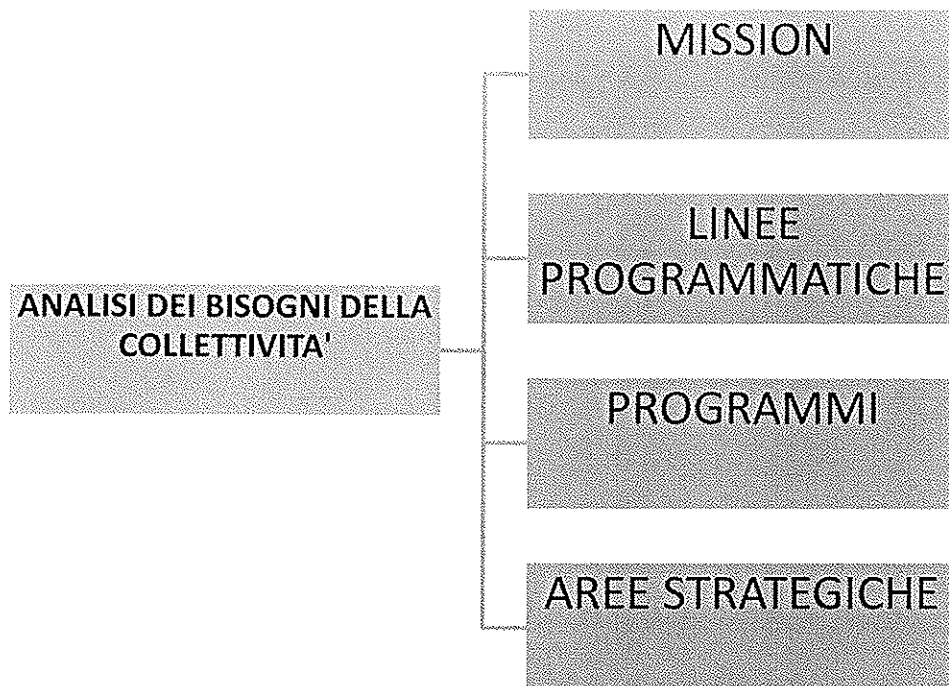 MISSION
LINEE
PROGRAMMATICHE
ANALISI DEI BISOGNI DELLA
COLLETTIVITA'
PROGRAMMI
AREE STRATEGICHE